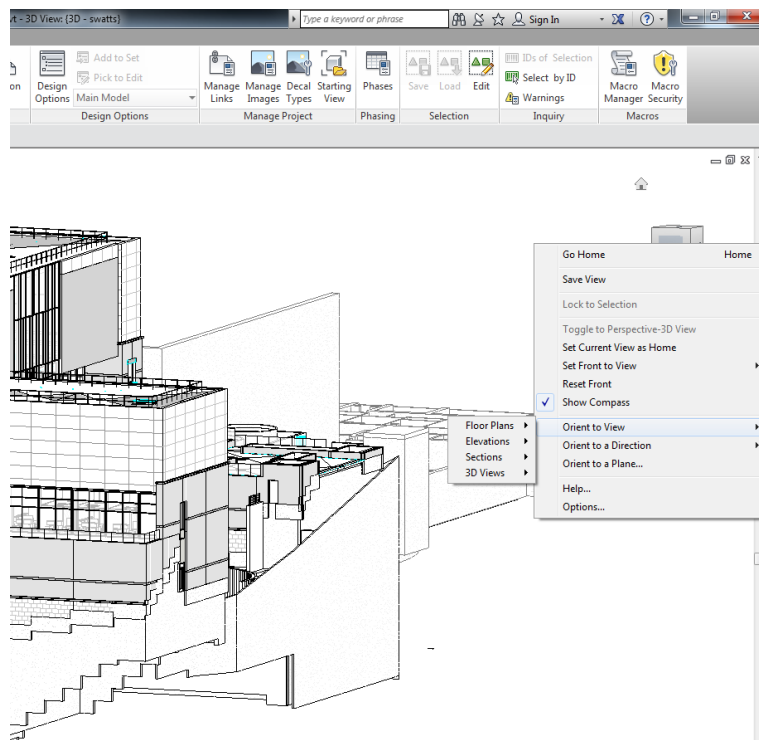 vt - 3D View: {3D - swatts}
Type a keyword or phrase
Sign In
on
Design Options
Add to Set
Pick to Edit
Main Model
Manage Links
Manage Images
Decal Types
Starting View
Phases
Save
Load
Edit
IDs of Selection
Select by ID
Warnings
Macro Manager
Macro Security
Design Options
Manage Project
Phasing
Selection
Inquiry
Macros
Go Home Home
Save View
Lock to Selection
Toggle to Perspective-3D View
Set Current View as Home
Set Front to View
Reset Front
Show Compass
Orient to View
Orient to a Direction
Orient to a Plane...
Help...
Options...
Floor Plans
Elevations
Sections
3D Views